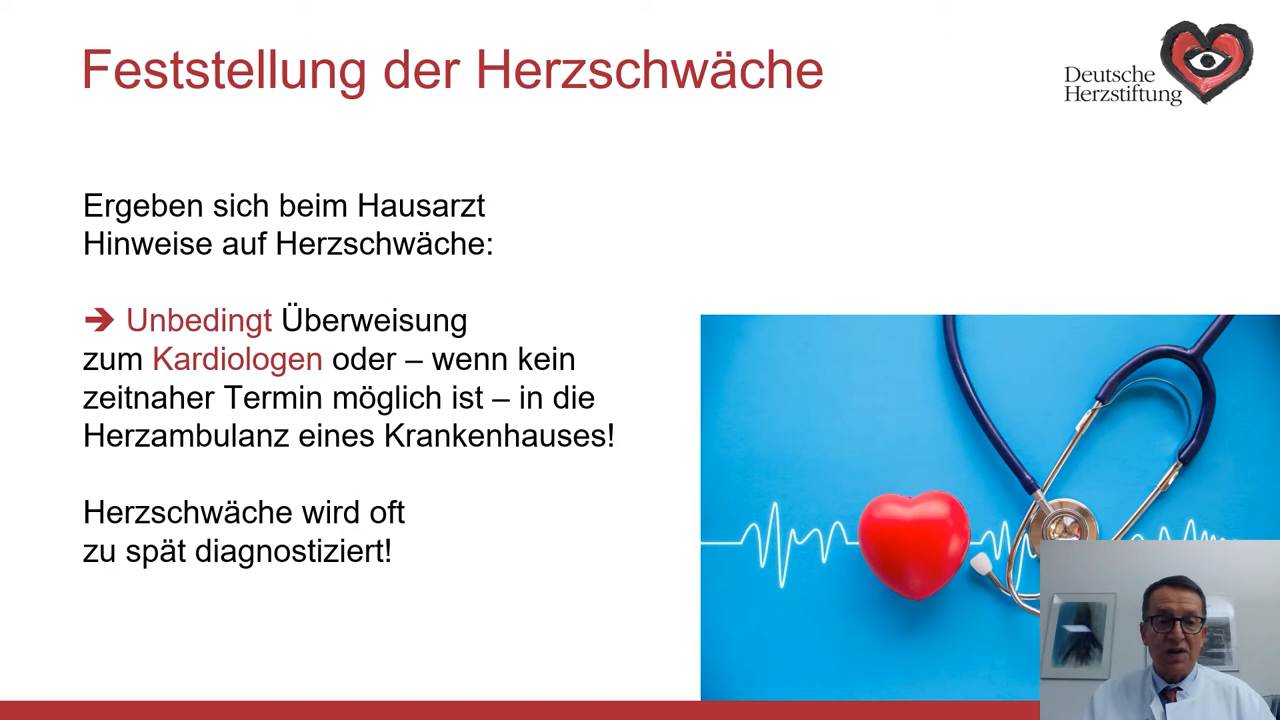 Feststellung der Herzschwäche
Deutsche
Herzstiftung
Ergeben sich beim Hausarzt
Hinweise auf Herzschwäche:
➔ Unbedingt Überweisung
zum Kardiologen oder – wenn kein
zeitnaher Termin möglich ist – in die
Herzambulanz eines Krankenhauses!
Herzschwäche wird oft
zu spät diagnostiziert!